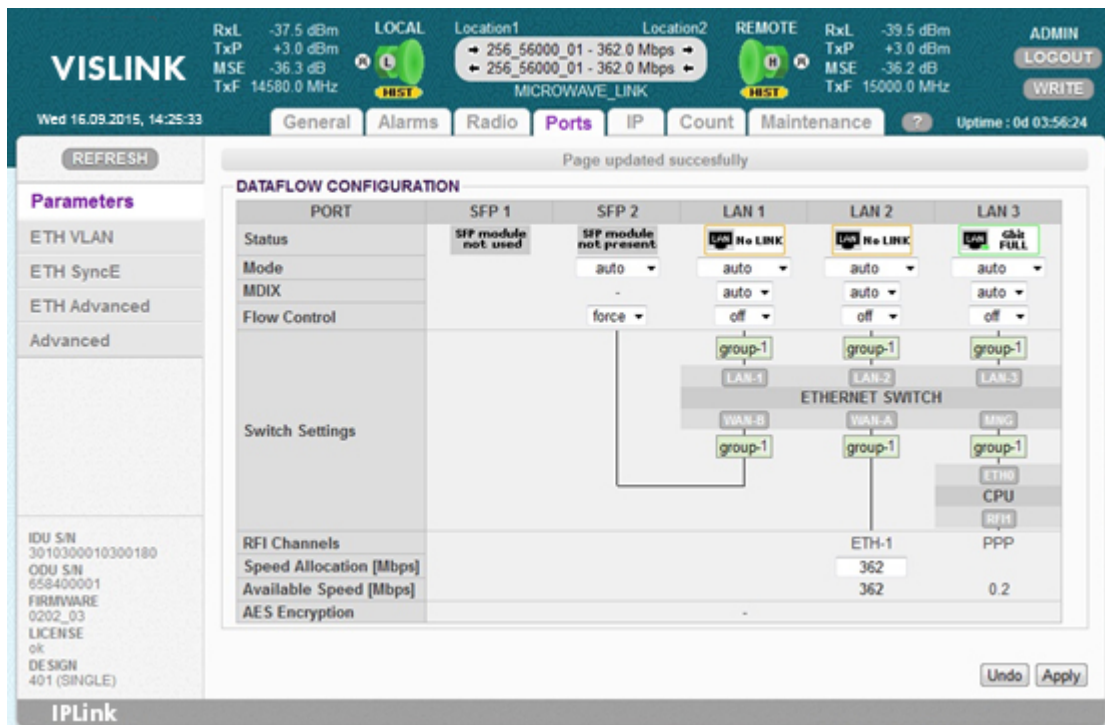 VISLINK
Wed 16.09.2015, 14:25:33
RxL -37.5 dBm
TxP +3.0 dBm
MSE -36.3 dB
TxF 14580.0 MHz
LOCAL
R L
HIST
Location1 Location2
→ 256_56000_01 - 362.0 Mbps →
← 256_56000_01 - 362.0 Mbps ←
MICROWAVE_LINK
REMOTE
H R
HIST
RxL -39.5 dBm
TxP +3.0 dBm
MSE -36.2 dB
TxF 15000.0 MHz
ADMIN
LOGOUT
WRITE
General Alarms Radio Ports IP Count Maintenance ?
Uptime : 0d 03:56:24
REFRESH
Parameters
ETH VLAN
ETH SyncE
ETH Advanced
Advanced
IDU S/N
3010300010300180
ODU S/N
658400001
FIRMWARE
0202_03
LICENSE
ok
DESIGN
401 (SINGLE)
Page updated succesfully
DATAFLOW CONFIGURATION
PORT SFP 1 SFP 2 LAN 1 LAN 2 LAN 3
Status SFP module not used SFP module not present LAN No LINK LAN No LINK LAN Gbit FULL
Mode auto auto auto auto
MDIX - auto auto auto
Flow Control force off off off
Switch Settings
group-1 group-1 group-1
LAN-1 LAN-2 LAN-3
ETHERNET SWITCH
WAN-B WAN-A MNG
group-1 group-1 group-1
ETH0
CPU
RFI1
RFI Channels ETH-1 PPP
Speed Allocation [Mbps] 362
Available Speed [Mbps] 362 0.2
AES Encryption -
Undo Apply
IPLink